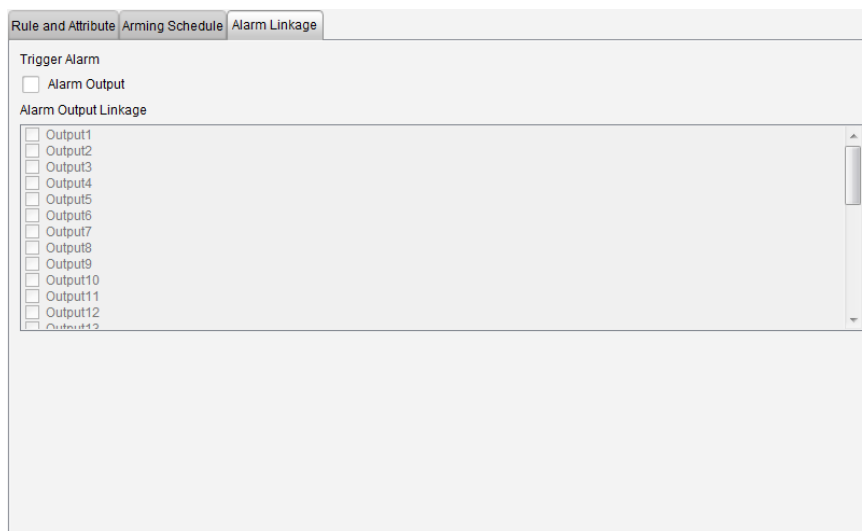 Rule and Attribute Arming Schedule Alarm Linkage
Trigger Alarm
Alarm Output
Alarm Output Linkage
Output1
Output2
Output3
Output4
Output5
Output6
Output7
Output8
Output9
Output10
Output11
Output12
Output13